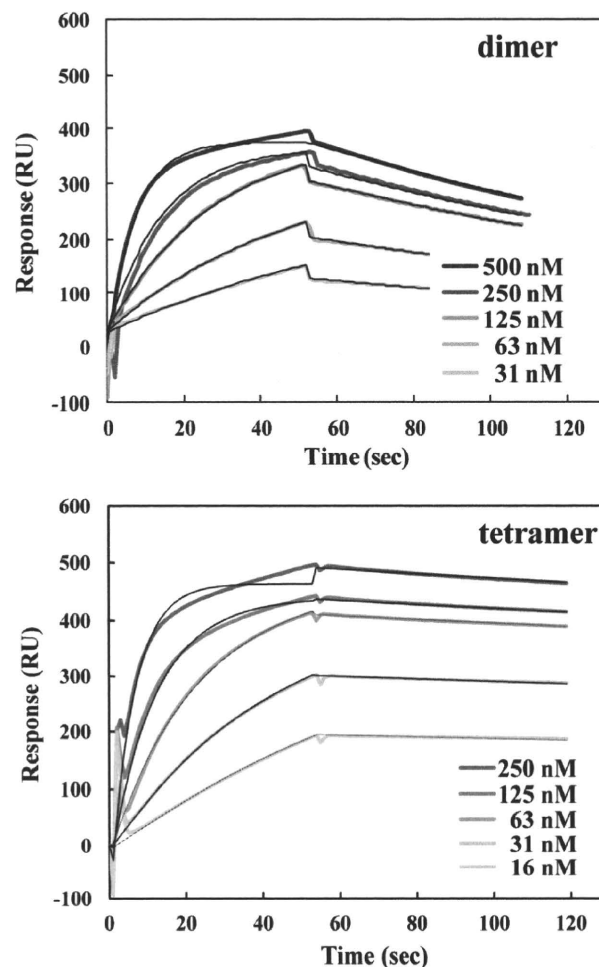 600
dimer
500
400
300
200
100
0
-100
Response (RU)
500 nM
250 nM
125 nM
63 nM
31 nM
0 20 40 60 80 100 120
Time (sec)
600
tetramer
500
400
300
200
100
0
-100
Response (RU)
250 nM
125 nM
63 nM
31 nM
16 nM
0 20 40 60 80 100 120
Time (sec)